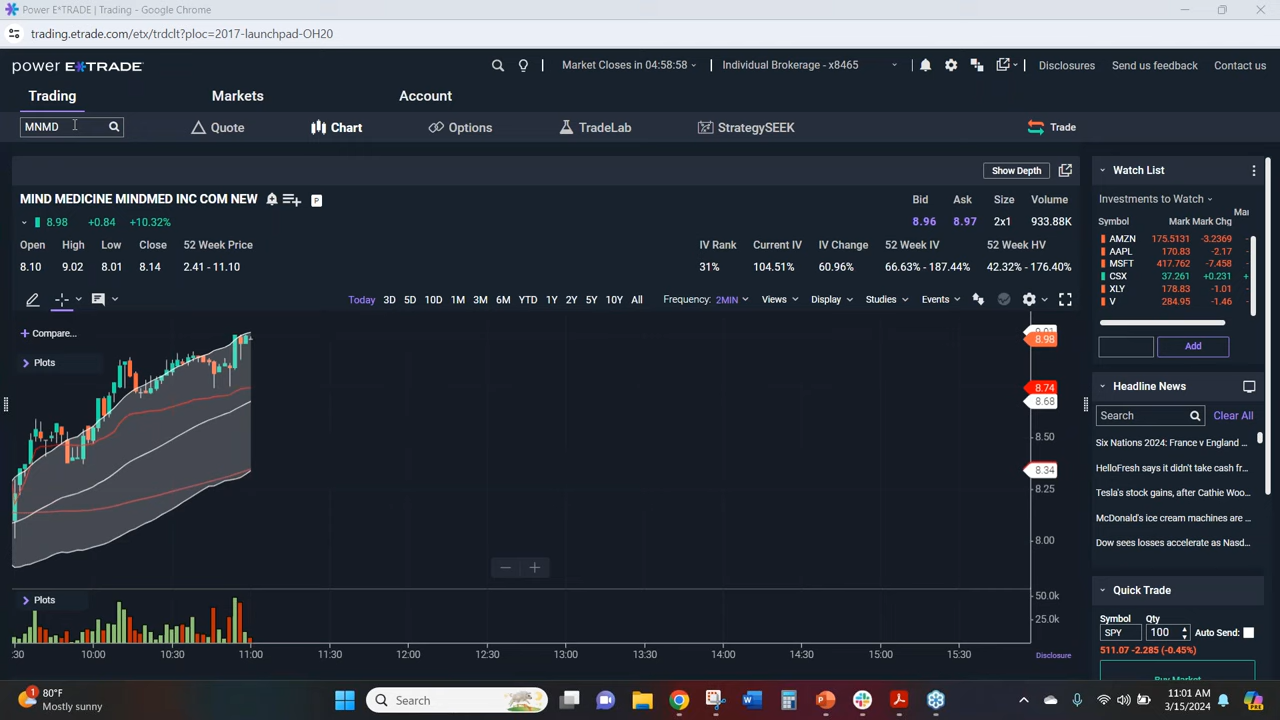 Power E*TRADE | Trading - Google Chrome
trading.etrade.com/etx/trdclt?ploc=2017-launchpad-OH20
power E*TRADE
Market Closes in 04:58:58
Individual Brokerage - x8465
Disclosures
Send us feedback
Contact us
Trading
Markets
Account
MNMD
Quote
Chart
Options
TradeLab
StrategySEEK
Trade
Show Depth
MIND MEDICINE MINDMED INC COM NEW
P
Bid Ask Size Volume
8.98 +0.84 +10.32%
8.96 8.97 2x1 933.88K
Open High Low Close 52 Week Price
IV Rank Current IV IV Change 52 Week IV 52 Week HV
8.10 9.02 8.01 8.14 2.41 - 11.10
31% 104.51% 60.96% 66.63% - 187.44% 42.32% - 176.40%
Today 3D 5D 10D 1M 3M 6M YTD 1Y 2Y 5Y 10Y All
Frequency: 2MIN Views Display Studies Events
Compare...
Plots
9.01
8.98
8.74
8.68
8.50
8.34
8.25
8.00
Plots
50.0k
25.0k
:30 10:00 10:30 11:00 11:30 12:00 12:30 13:00 13:30 14:00 14:30 15:00 15:30
Disclosure
Watch List
Investments to Watch
Symbol Mark Mark Chg
AMZN 175.5131 -3.2369
AAPL 170.83 -2.17
MSFT 417.762 -7.458
CSX 37.261 +0.231
XLY 178.83 -1.01
V 284.95 -1.46
Add
Headline News
Search
Clear All
Six Nations 2024: France v England ...
HelloFresh says it didn't take cash fr...
Tesla's stock gains, after Cathie Woo...
McDonald's ice cream machines are ...
Dow sees losses accelerate as Nasd...
Quick Trade
Symbol Qty
SPY 100 Auto Send:
511.07 -2.285 (-0.45%)
Buy Market
1
80°F
Mostly sunny
Search
11:01 AM
3/15/2024